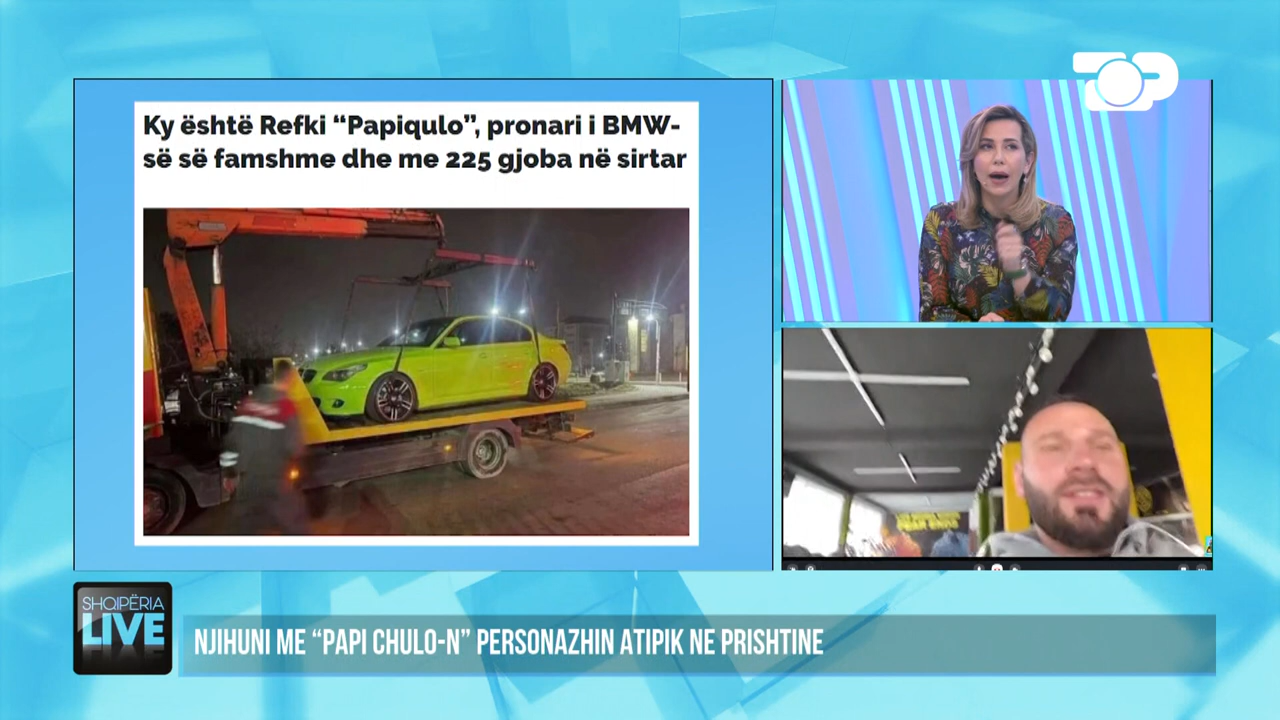 TOP
Ky është Refki “Papiqulo”, pronari i BMW-
së së famshme dhe me 225 gjoba në sirtar
SHQIPËRIA
LIVE
NJIHUNI ME “PAPI CHULO-N” PERSONAZHIN ATIPIK NE PRISHTINE